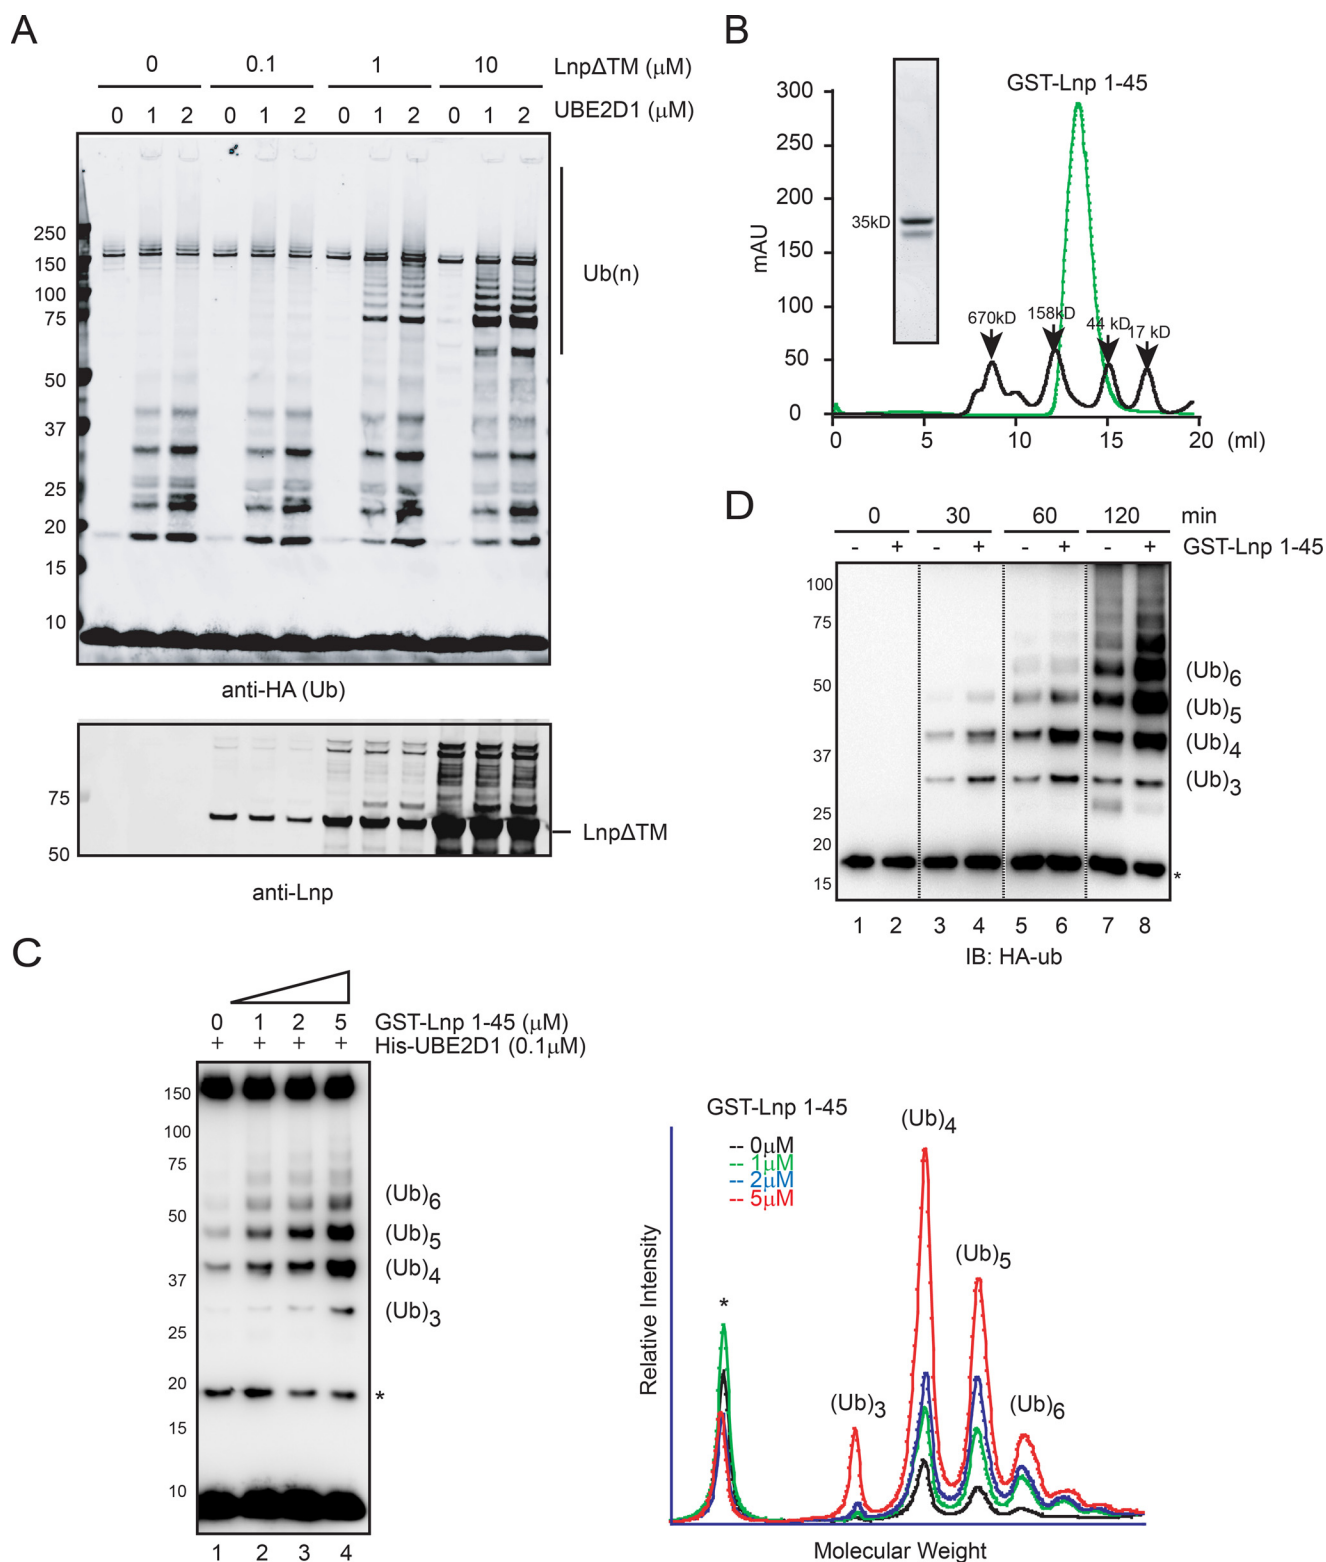 A
0 0.1 1 10 LnpΔTM (μM)
0 1 2 0 1 2 0 1 2 0 1 2 UBE2D1 (μM)
250
150
100
75
50
37
25
20
15
10
Ub(n)
anti-HA (Ub)
75
50
LnpΔTM
anti-Lnp
B
GST-Lnp 1-45
300
250
200
150
100
50
0
mAU
35kD
670kD 158kD 44 kD 17 kD
0 5 10 15 20 (ml)
D
0 30 60 120 min
- + - + - + - + GST-Lnp 1-45
100
75
50
37
25
20
15
(Ub)6
(Ub)5
(Ub)4
(Ub)3
*
1 2 3 4 5 6 7 8
IB: HA-ub
C
0 1 2 5 GST-Lnp 1-45 (μM)
+ + + + His-UBE2D1 (0.1μM)
150
100
75
50
37
25
20
15
10
(Ub)6
(Ub)5
(Ub)4
(Ub)3
*
1 2 3 4
GST-Lnp 1-45
-- 0μM
-- 1μM
-- 2μM
-- 5μM
Relative Intensity
*
(Ub)3
(Ub)4
(Ub)5
(Ub)6
Molecular Weight